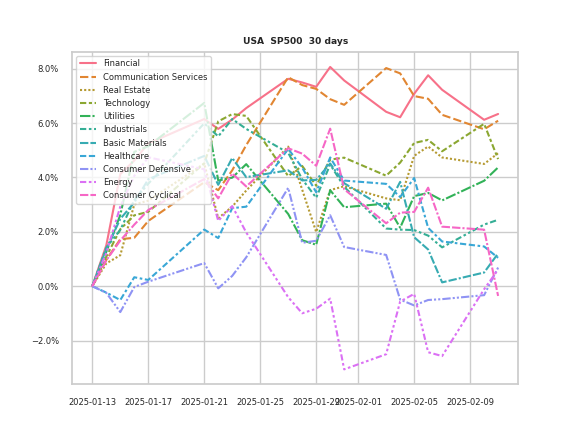 USA SP500 30 days
8.0%
6.0%
4.0%
2.0%
0.0%
−2.0%
Financial
Communication Services
Real Estate
Technology
Utilities
Industrials
Basic Materials
Healthcare
Consumer Defensive
Energy
Consumer Cyclical
2025-01-13 2025-01-17 2025-01-21 2025-01-25 2025-01-29 2025-02-01 2025-02-05 2025-02-09